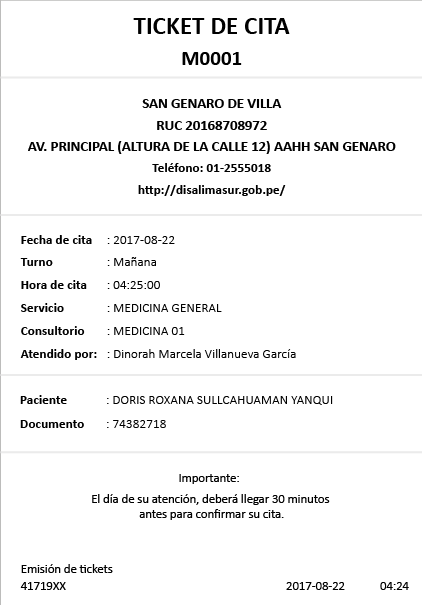 TICKET DE CITA
M0001
SAN GENARO DE VILLA
RUC 20168708972
AV. PRINCIPAL (ALTURA DE LA CALLE 12) AAHH SAN GENARO
Teléfono: 01-2555018
http://disalimasur.gob.pe/
Fecha de cita : 2017-08-22
Turno : Mañana
Hora de cita : 04:25:00
Servicio : MEDICINA GENERAL
Consultorio : MEDICINA 01
Atendido por: : Dinorah Marcela Villanueva García
Paciente : DORIS ROXANA SULLCAHUAMAN YANQUI
Documento : 74382718
Importante:
El día de su atención, deberá llegar 30 minutos
antes para confirmar su cita.
Emisión de tickets
41719XX 2017-08-22 04:24